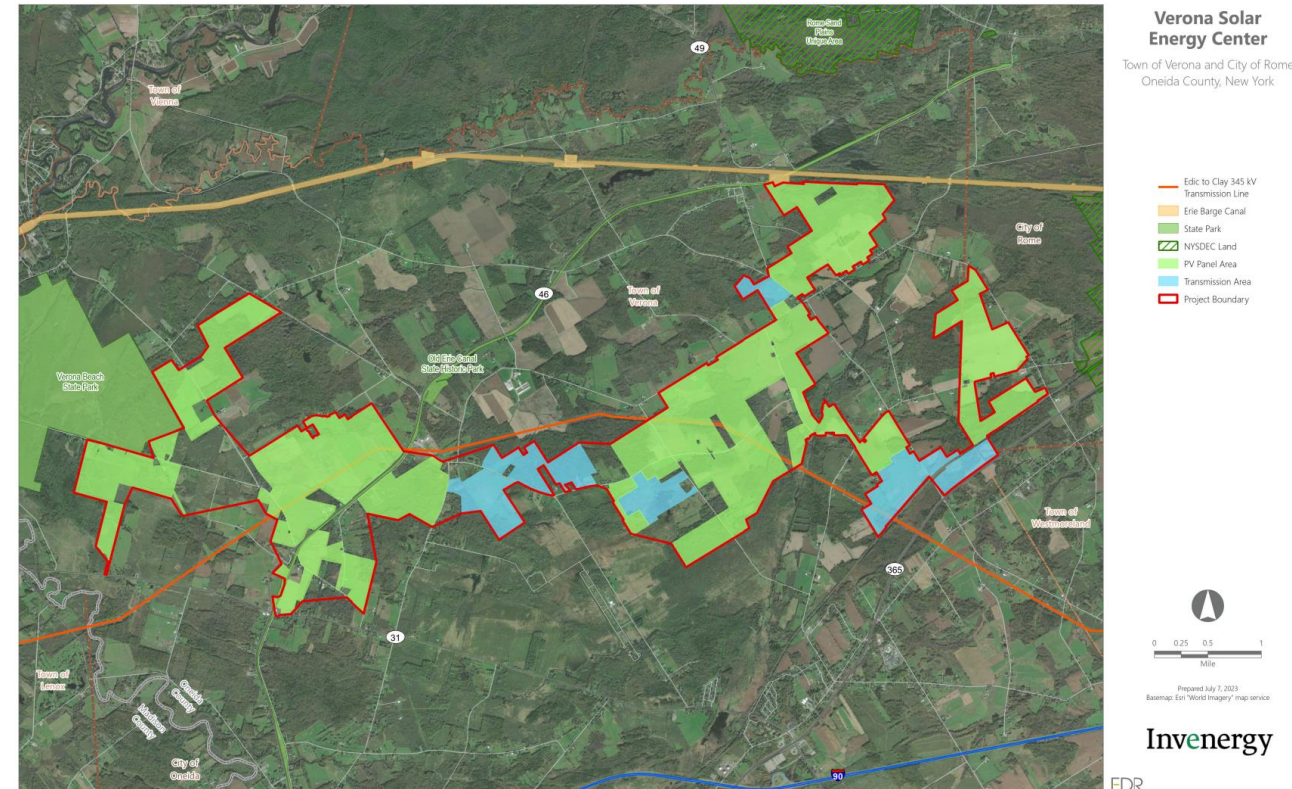 Verona Solar
Energy Center
Town of Verona and City of Rome
Oneida County, New York
Edic to Clay 345 kV
Transmission Line
Erie Barge Canal
State Park
NYSDEC Land
PV Panel Area
Transmission Area
Project Boundary
Rome Sand
Plains
Unique Area
49
Town of
Vienna
City of
Rome
46
Town of
Verona
Old Erie Canal
State Historic Park
Verona Beach
State Park
Town of
Westmoreland
365
31
Town of
Lenox
Oneida
County
Madison
County
City of
Oneida
90
0 0.25 0.5 1
Mile
Prepared July 7, 2023
Basemap: Esri "World Imagery" map service
Invenergy
EDR